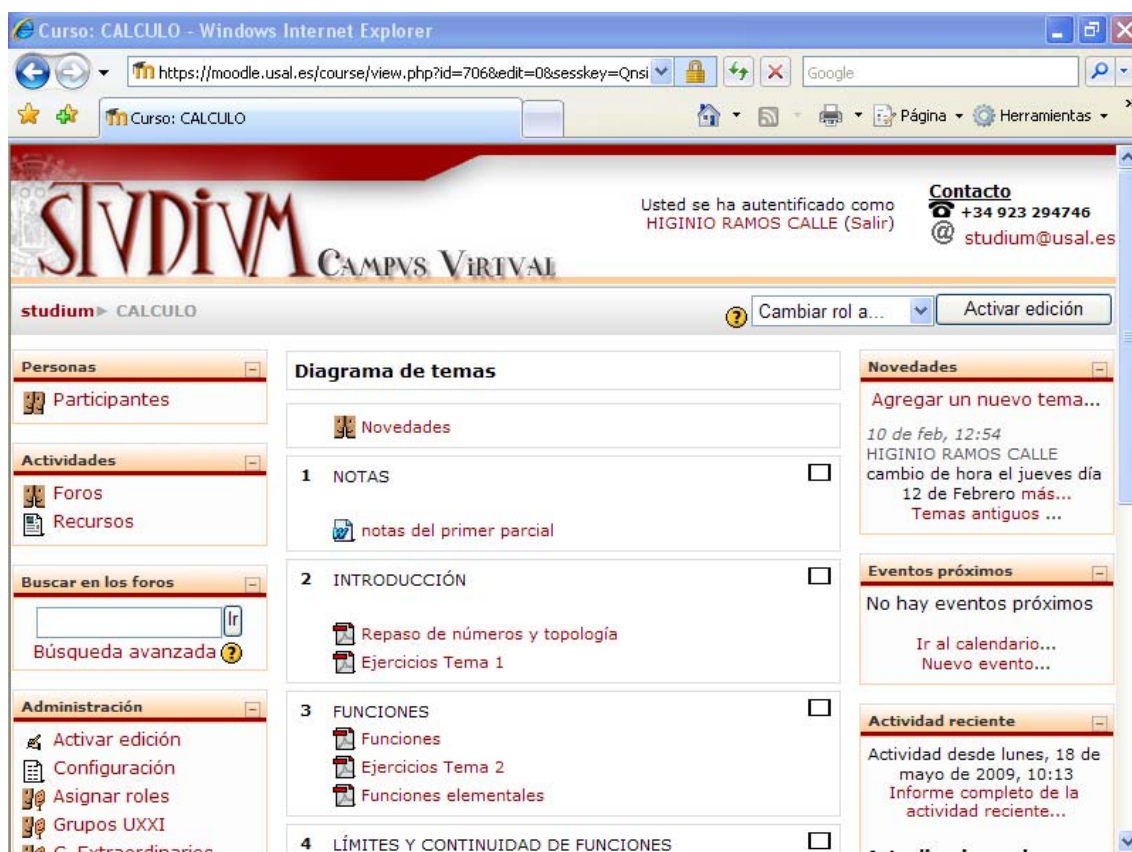 Curso: CALCULO - Windows Internet Explorer
https://moodle.usal.es/course/view.php?id=706&edit=0&sesskey=Qnsi
Google
Curso: CALCULO
Página
Herramientas
STVDIVM
CAMPVS VIRTVAL
Usted se ha autentificado como
HIGINIO RAMOS CALLE (Salir)
Contacto
+34 923 294746
@ studium@usal.es
studium► CALCULO
? Cambiar rol a...
Activar edición
Personas
Participantes
Actividades
Foros
Recursos
Buscar en los foros
Ir
Búsqueda avanzada ?
Administración
Activar edición
Configuración
Asignar roles
Grupos UXXI
Diagrama de temas
Novedades
1 NOTAS
notas del primer parcial
2 INTRODUCCIÓN
Repaso de números y topología
Ejercicios Tema 1
3 FUNCIONES
Funciones
Ejercicios Tema 2
Funciones elementales
4 LÍMITES Y CONTINUIDAD DE FUNCIONES
Novedades
Agregar un nuevo tema...
10 de feb, 12:54
HIGINIO RAMOS CALLE
cambio de hora el jueves día
12 de Febrero más...
Temas antiguos ...
Eventos próximos
No hay eventos próximos
Ir al calendario...
Nuevo evento...
Actividad reciente
Actividad desde lunes, 18 de
mayo de 2009, 10:13
Informe completo de la
actividad reciente...